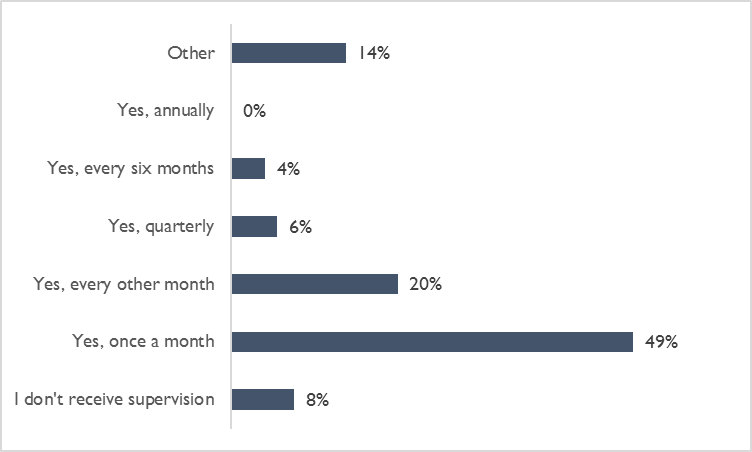 Other 14%
Yes, annually 0%
Yes, every six months 4%
Yes, quarterly 6%
Yes, every other month 20%
Yes, once a month 49%
I don't receive supervision 8%